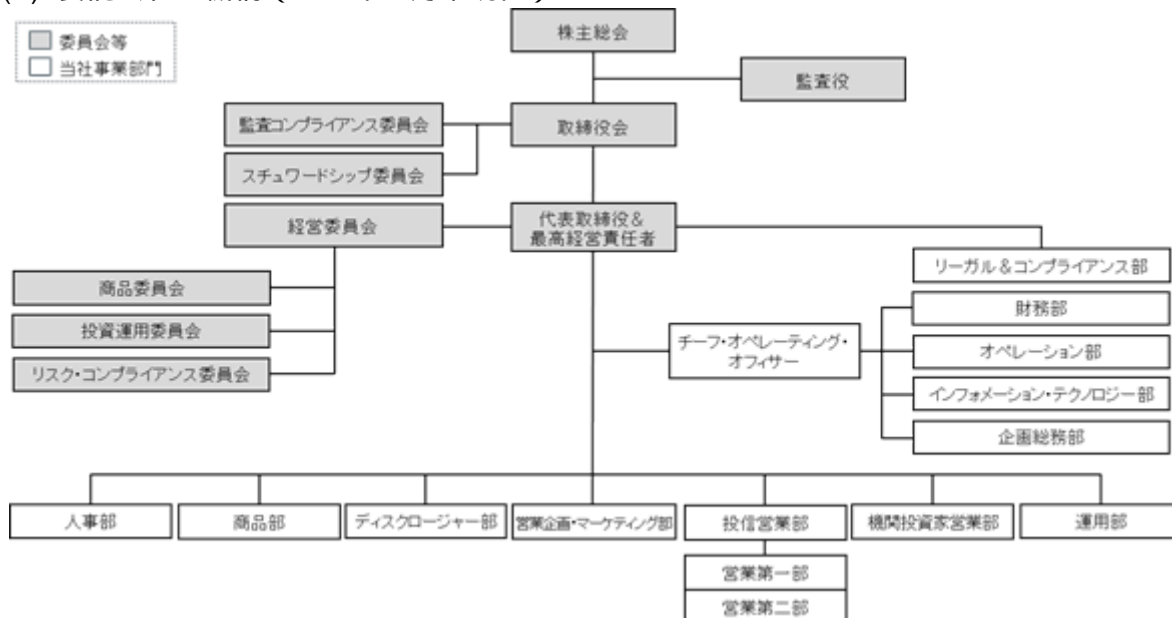 委員会等
当社事業部門
株主総会
監査役
監査コンプライアンス委員会
取締役会
スチュワードシップ委員会
経営委員会
代表取締役&
最高経営責任者
リーガル&コンプライアンス部
商品委員会
財務部
投資運用委員会
チーフ・オペレーティング・
オフィサー
オペレーション部
リスク・コンプライアンス委員会
インフォメーション・テクノロジー部
企画総務部
人事部
商品部
ディスクロージャー部
営業企画・マーケティング部
投信営業部
機関投資家営業部
運用部
営業第一部
営業第二部